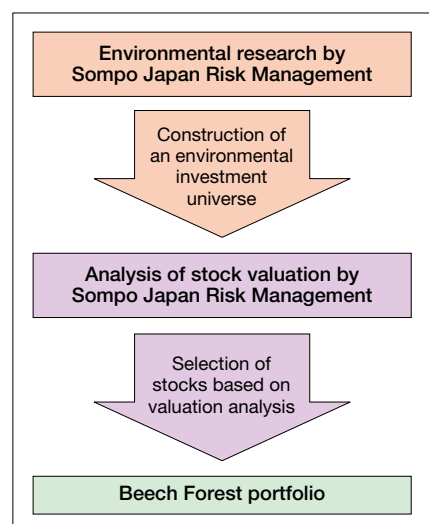 Environmental research by
Sompo Japan Risk Management
Construction of
an environmental
investment
universe
Analysis of stock valuation by
Sompo Japan Risk Management
Selection of
stocks based on
valuation analysis
Beech Forest portfolio